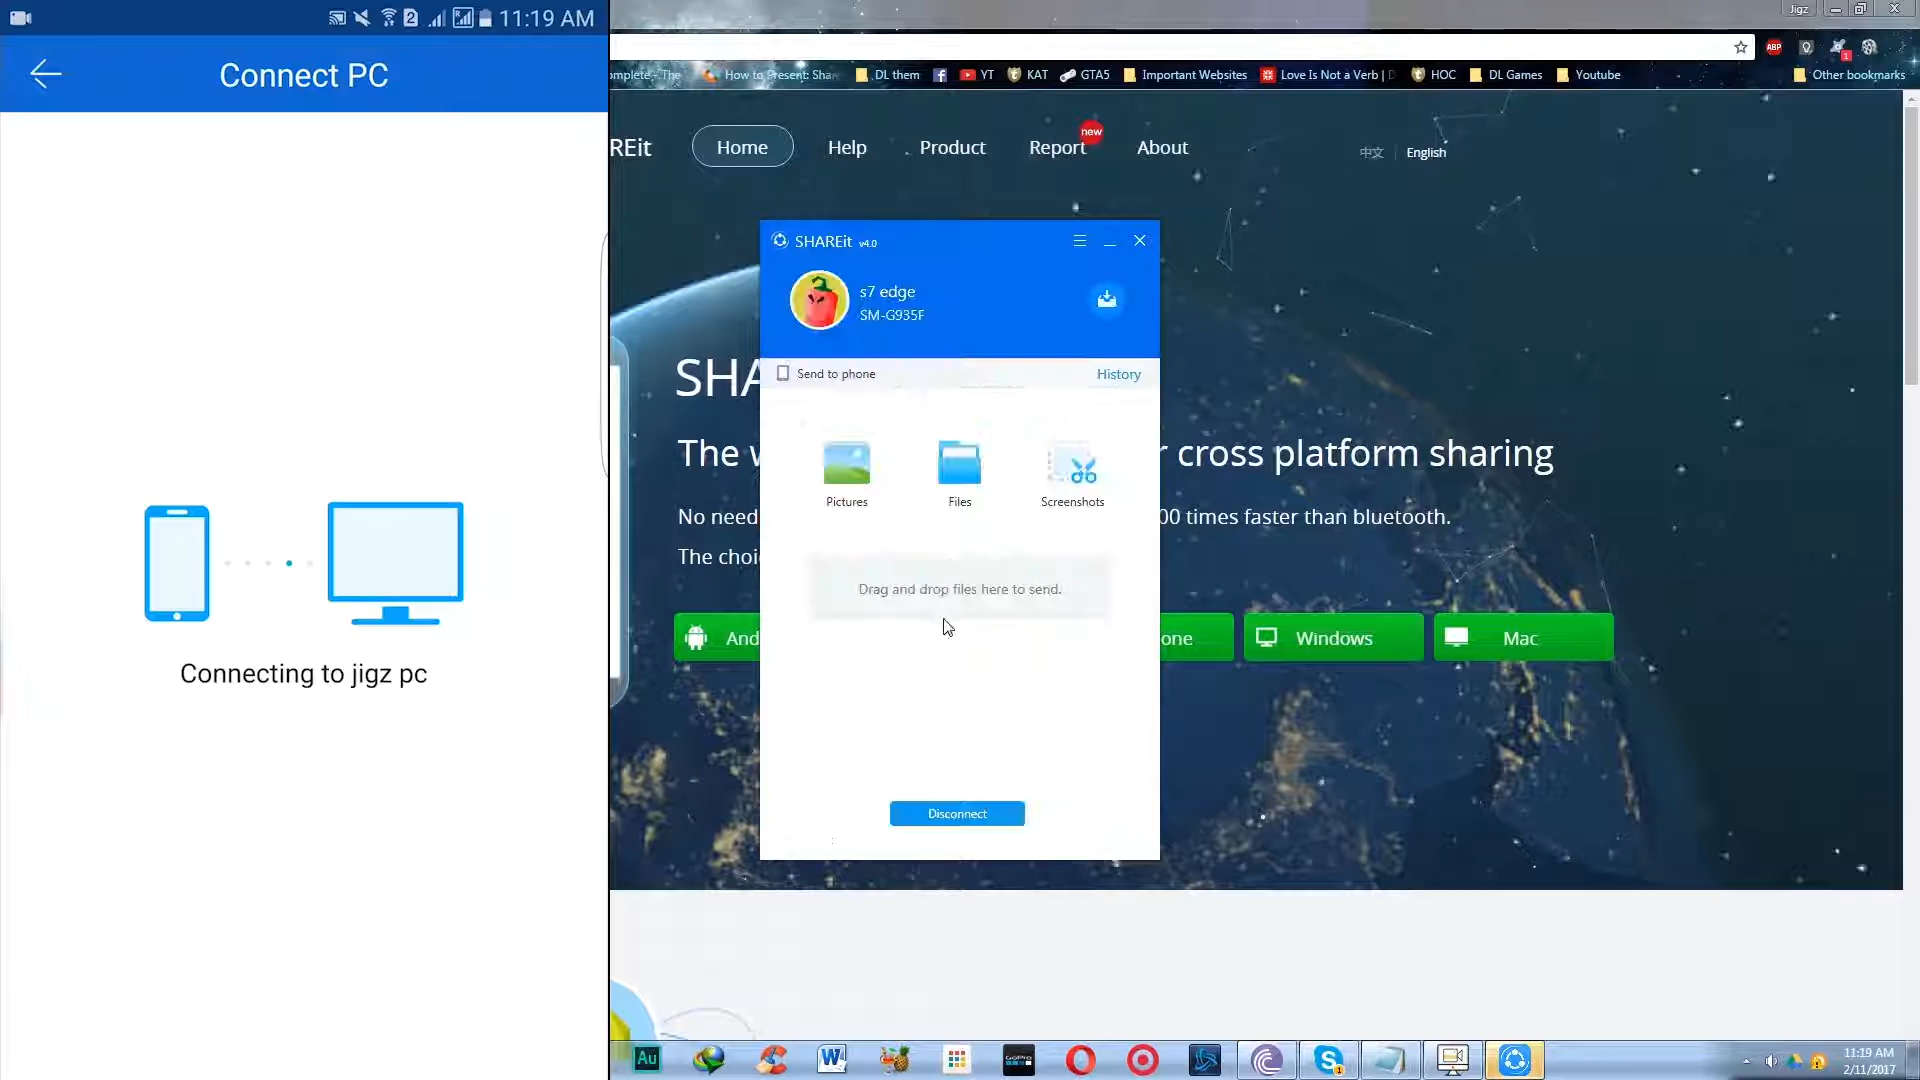 11:19 AM
Connect PC
Connecting to jigz pc
Jigz
omplete - The
How to Present: Sha
DL them
YT
KAT
GTA5
Important Websites
Love Is Not a Verb |
HOC
DL Games
Youtube
Other bookmarks
REit
Home
Help
Product
Report
new
About
中文
English
SHA
The w
r cross platform sharing
No need
00 times faster than bluetooth.
The choi
And
one
Windows
Mac
SHAREit v4.0
s7 edge
SM-G935F
Send to phone
History
Pictures
Files
Screenshots
Drag and drop files here to send.
Disconnect
11:19 AM
2/11/2017